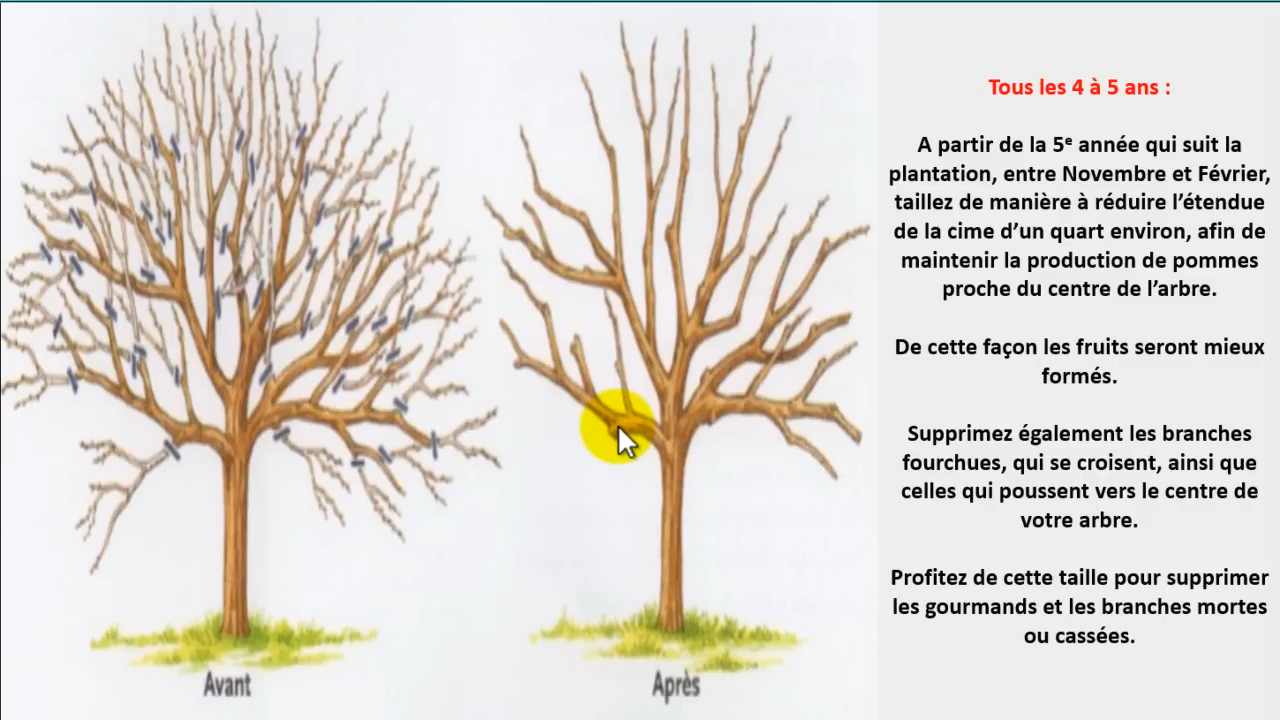 Tous les 4 à 5 ans :
A partir de la 5e année qui suit la
plantation, entre Novembre et Février,
taillez de manière à réduire l’étendue
de la cime d’un quart environ, afin de
maintenir la production de pommes
proche du centre de l’arbre.
De cette façon les fruits seront mieux
formés.
Supprimez également les branches
fourchues, qui se croisent, ainsi que
celles qui poussent vers le centre de
votre arbre.
Profitez de cette taille pour supprimer
les gourmands et les branches mortes
ou cassées.
Avant
Après